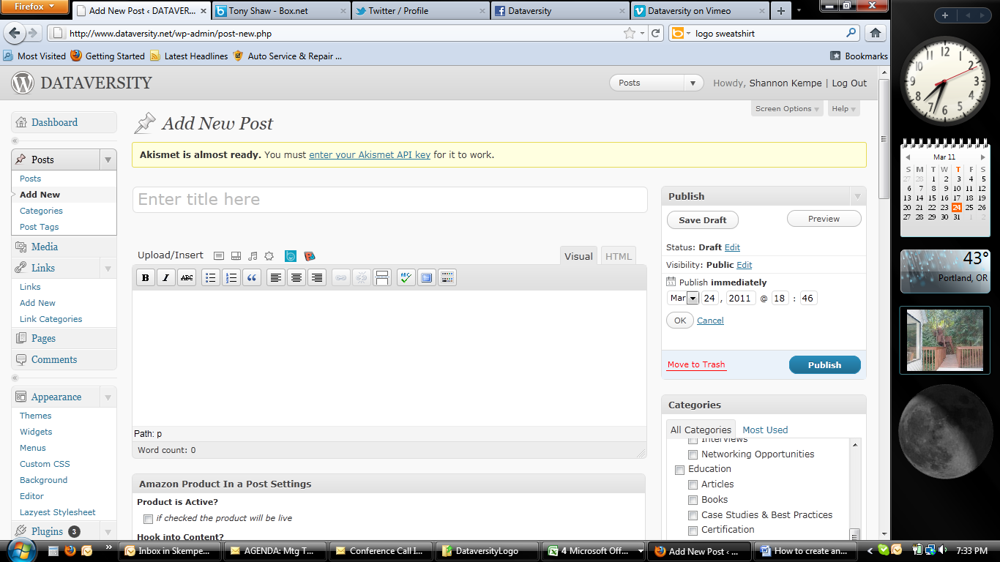 Firefox
Add New Post ‹ DATAVER...
Tony Shaw - Box.net
Twitter / Profile
Dataversity
Dataversity on Vimeo
http://www.dataversity.net/wp-admin/post-new.php
logo sweatshirt
Most Visited
Getting Started
Latest Headlines
Auto Service & Repair ...
Bookmarks
DATAVERSITY
Posts
Howdy, Shannon Kempe | Log Out
Screen Options
Help
Dashboard
Posts
Posts
Add New
Categories
Post Tags
Media
Links
Links
Add New
Link Categories
Pages
Comments
Appearance
Themes
Widgets
Menus
Custom CSS
Background
Editor
Lazyest Stylesheet
Plugins 3
Add New Post
Akismet is almost ready. You must enter your Akismet API key for it to work.
Enter title here
Upload/Insert
Visual
HTML
B I ABC
ABC
Path: p
Word count: 0
Amazon Product In a Post Settings
Product is Active?
if checked the product will be live
Hook into Content?
Publish
Save Draft
Preview
Status: Draft Edit
Visibility: Public Edit
Publish immediately
Mar 24 , 2011 @ 18 : 46
OK Cancel
Move to Trash
Publish
Categories
All Categories
Most Used
Interviews
Networking Opportunities
Education
Articles
Books
Case Studies & Best Practices
Certification
12
1
2
3
4
5
6
7
8
9
10
11
Mar 11
S M T W T F S
27 28 1 2 3 4 5
6 7 8 9 10 11 12
13 14 15 16 17 18 19
20 21 22 23 24 25 26
27 28 29 30 31 1 2
43°
Portland, OR
Inbox in Skempe...
AGENDA: Mtg T...
Conference Call I...
DataversityLogo
4 Microsoft Off...
Add New Post ‹ ...
How to create an...
7:33 PM